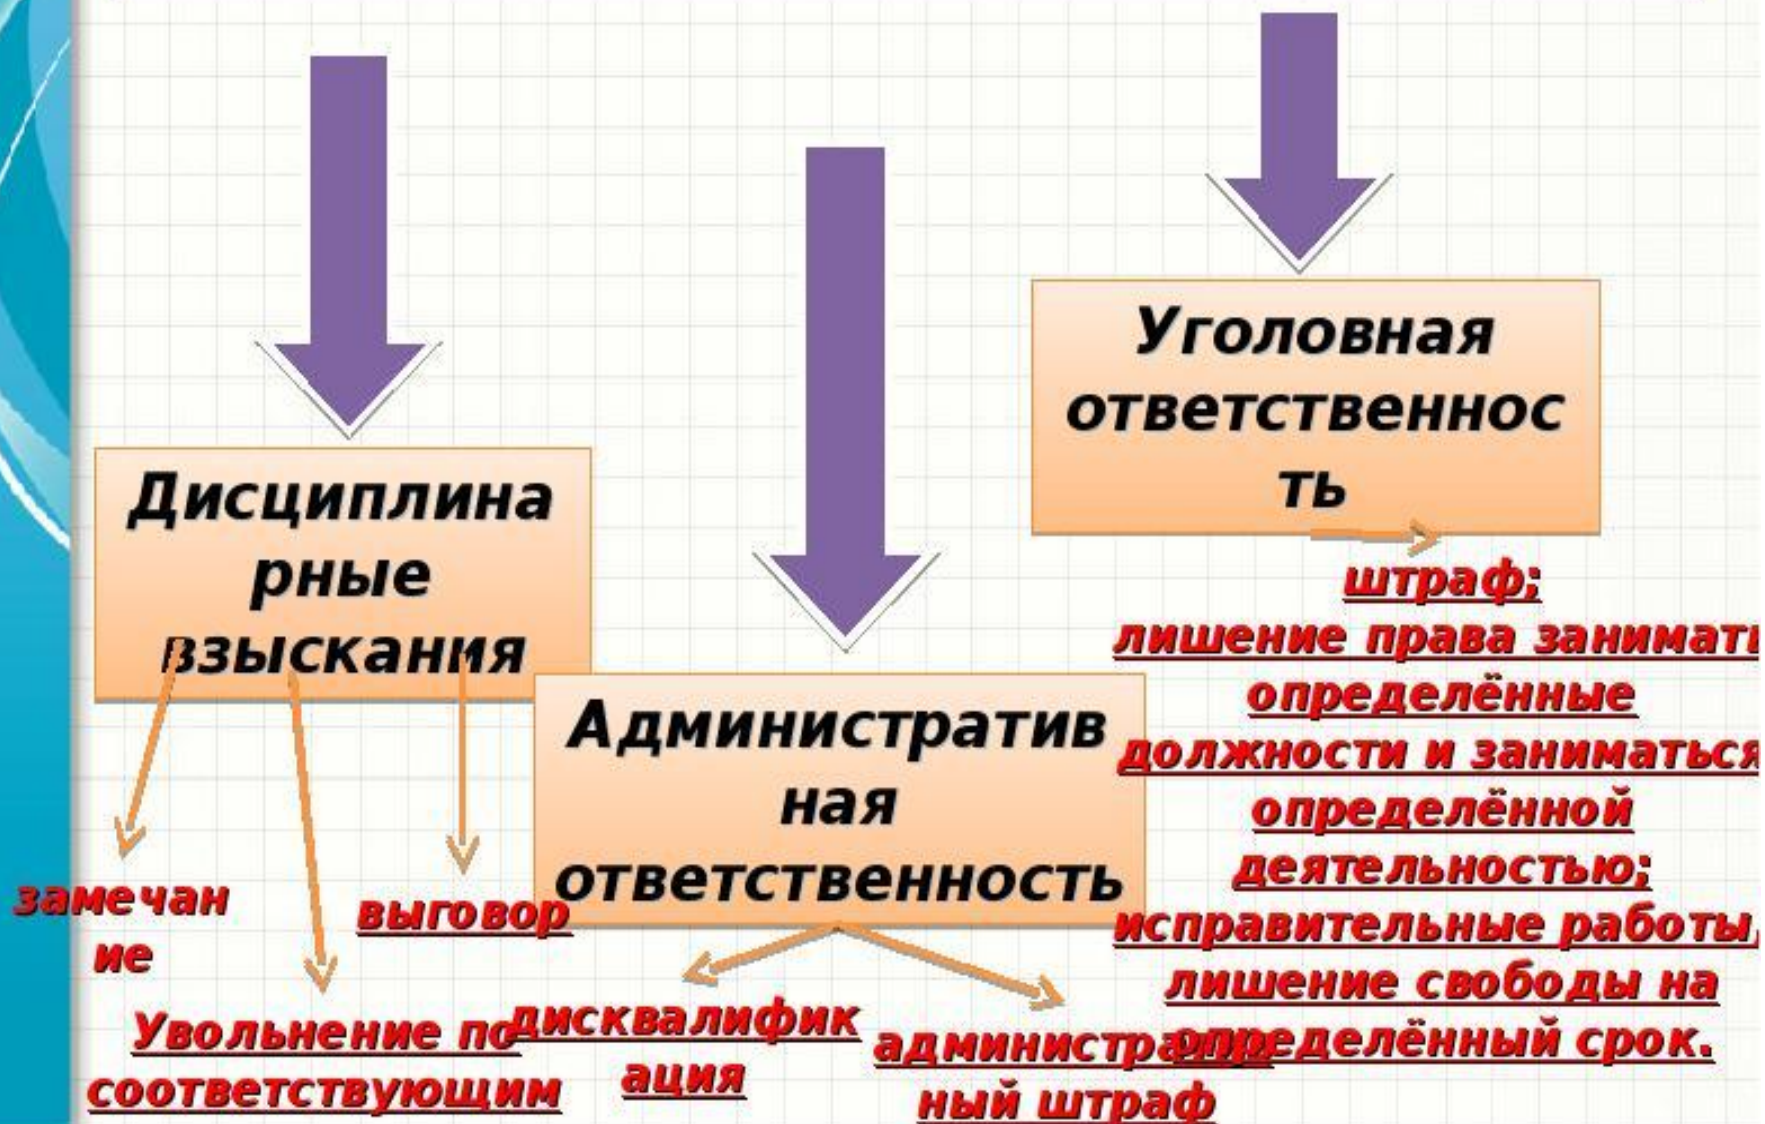 Дисциплина
рные
взыскания
замечан
ие
Увольнение по
соответствующим
выговор
Административ
ная
ответственность
дисквалифик
ация
ный штраф
Уголовная
ответственнос
ть
штраф;
лишение права занимать
определённые
должности и заниматься
определённой
деятельностью;
исправительные работы,
лишение свободы на
определённый срок.